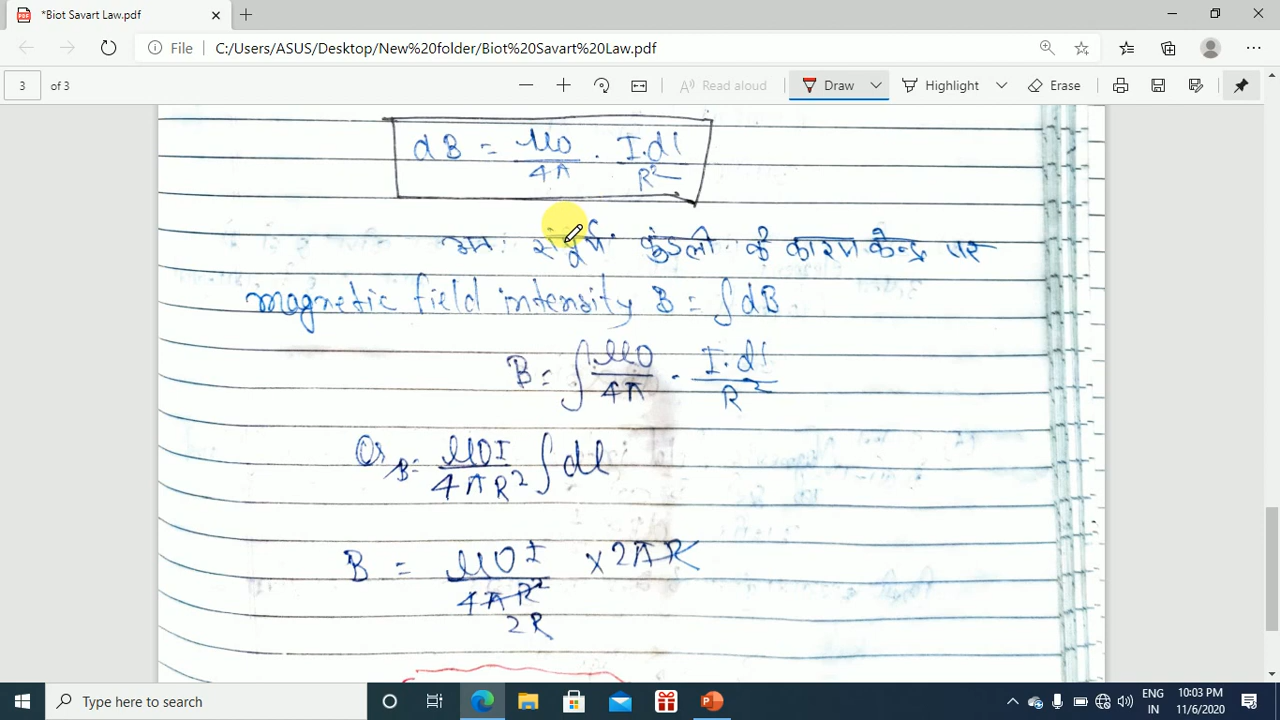 *Biot Savart Law.pdf
File C:/Users/ASUS/Desktop/New%20folder/Biot%20Savart%20Law.pdf
3 of 3 Read aloud Draw Highlight Erase
dB = μ0/4π . I.dl/R²
अतः संपूर्ण कुंडली के कारण केन्द्र पर
magnetic field intensity B = ∫dB.
B = ∫ μ0/4π . I.dl/R²
Or B = μ0I/4πR² ∫ dl
B = μ0I/4πR² × 2πR
2R
Type here to search
ENG 10:03 PM
IN 11/6/2020